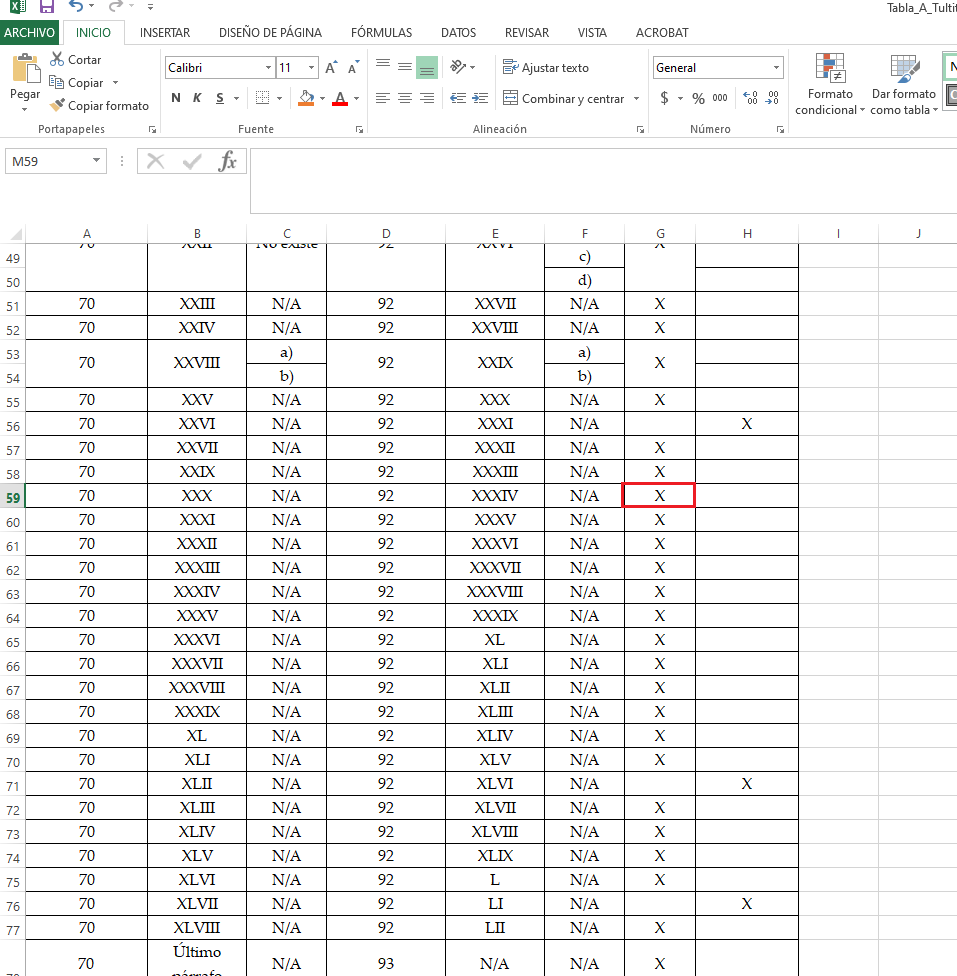 Tabla_A_Tultit
ARCHIVO INICIO INSERTAR DISEÑO DE PÁGINA FÓRMULAS DATOS REVISAR VISTA ACROBAT
Pegar
Cortar
Copiar
Copiar formato
Portapapeles
Calibri 11
N K S
Fuente
Ajustar texto
Combinar y centrar
Alineación
General
$ % 000
Número
Formato condicional
Dar formato como tabla
M59
fx
A B C D E F G H I J
70 XXII No existe 92 XXVI X
49 c)
50 d)
51 70 XXIII N/A 92 XXVII N/A X
52 70 XXIV N/A 92 XXVIII N/A X
53 70 XXVIII a) 92 XXIX a) X
54 b) b)
55 70 XXV N/A 92 XXX N/A X
56 70 XXVI N/A 92 XXXI N/A X
57 70 XXVII N/A 92 XXXII N/A X
58 70 XXIX N/A 92 XXXIII N/A X
59 70 XXX N/A 92 XXXIV N/A X
60 70 XXXI N/A 92 XXXV N/A X
61 70 XXXII N/A 92 XXXVI N/A X
62 70 XXXIII N/A 92 XXXVII N/A X
63 70 XXXIV N/A 92 XXXVIII N/A X
64 70 XXXV N/A 92 XXXIX N/A X
65 70 XXXVI N/A 92 XL N/A X
66 70 XXXVII N/A 92 XLI N/A X
67 70 XXXVIII N/A 92 XLII N/A X
68 70 XXXIX N/A 92 XLIII N/A X
69 70 XL N/A 92 XLIV N/A X
70 70 XLI N/A 92 XLV N/A X
71 70 XLII N/A 92 XLVI N/A X
72 70 XLIII N/A 92 XLVII N/A X
73 70 XLIV N/A 92 XLVIII N/A X
74 70 XLV N/A 92 XLIX N/A X
75 70 XLVI N/A 92 L N/A X
76 70 XLVII N/A 92 LI N/A X
77 70 XLVIII N/A 92 LII N/A X
70 Último párrafo N/A 93 N/A N/A X